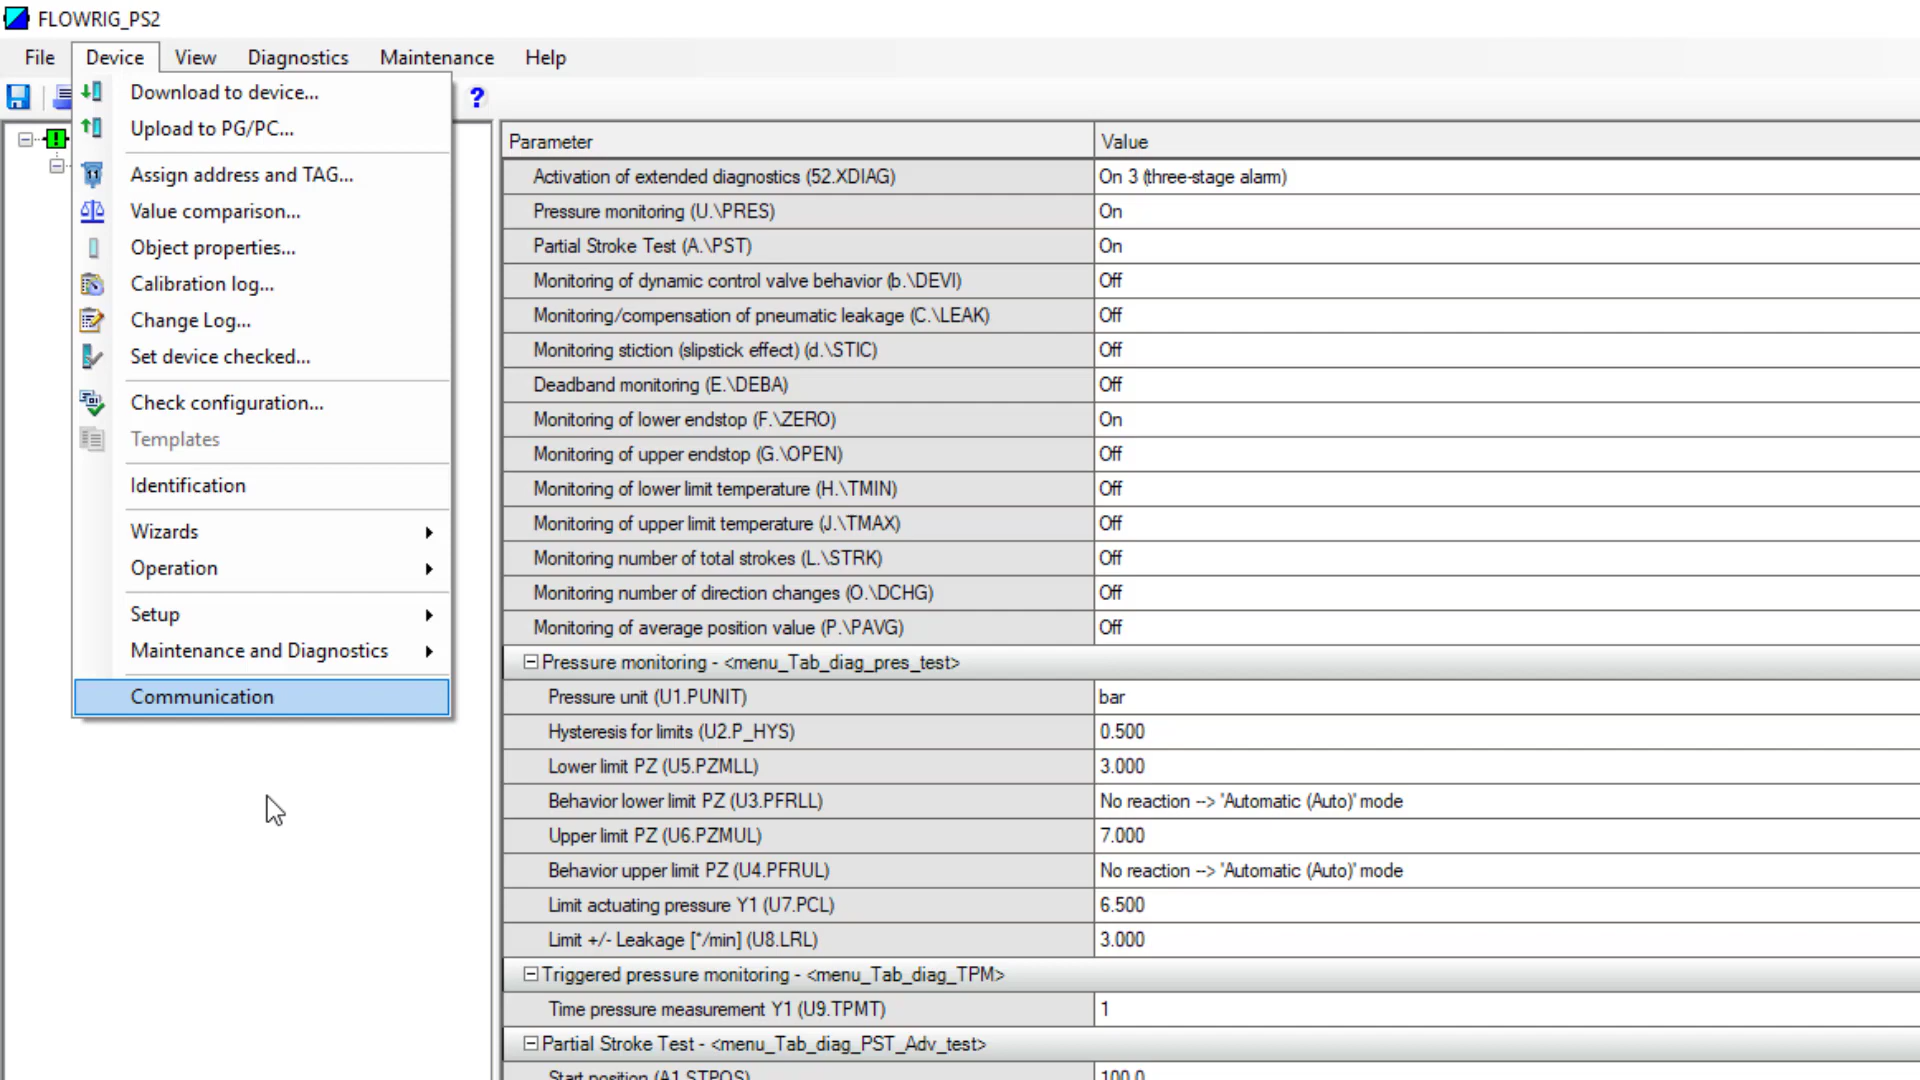 FLOWRIG_PS2
File Device View Diagnostics Maintenance Help
Download to device...
Upload to PG/PC...
Assign address and TAG...
Value comparison...
Object properties...
Calibration log...
Change Log...
Set device checked...
Check configuration...
Templates
Identification
Wizards
Operation
Setup
Maintenance and Diagnostics
Communication
?
Parameter Value
Activation of extended diagnostics (52.XDIAG) On 3 (three-stage alarm)
Pressure monitoring (U.\PRES) On
Partial Stroke Test (A.\PST) On
Monitoring of dynamic control valve behavior (b.\DEVI) Off
Monitoring/compensation of pneumatic leakage (C.\LEAK) Off
Monitoring stiction (slipstick effect) (d.\STIC) Off
Deadband monitoring (E.\DEBA) Off
Monitoring of lower endstop (F.\ZERO) On
Monitoring of upper endstop (G.\OPEN) Off
Monitoring of lower limit temperature (H.\TMIN) Off
Monitoring of upper limit temperature (J.\TMAX) Off
Monitoring number of total strokes (L.\STRK) Off
Monitoring number of direction changes (O.\DCHG) Off
Monitoring of average position value (P.\PAVG) Off
Pressure monitoring - <menu_Tab_diag_pres_test>
Pressure unit (U1.PUNIT) bar
Hysteresis for limits (U2.P_HYS) 0.500
Lower limit PZ (U5.PZMLL) 3.000
Behavior lower limit PZ (U3.PFRLL) No reaction --> 'Automatic (Auto)' mode
Upper limit PZ (U6.PZMUL) 7.000
Behavior upper limit PZ (U4.PFRUL) No reaction --> 'Automatic (Auto)' mode
Limit actuating pressure Y1 (U7.PCL) 6.500
Limit +/- Leakage [*/min] (U8.LRL) 3.000
Triggered pressure monitoring - <menu_Tab_diag_TPM>
Time pressure measurement Y1 (U9.TPMT) 1
Partial Stroke Test - <menu_Tab_diag_PST_Adv_test>
Start position (A1.STPOS) 100.0